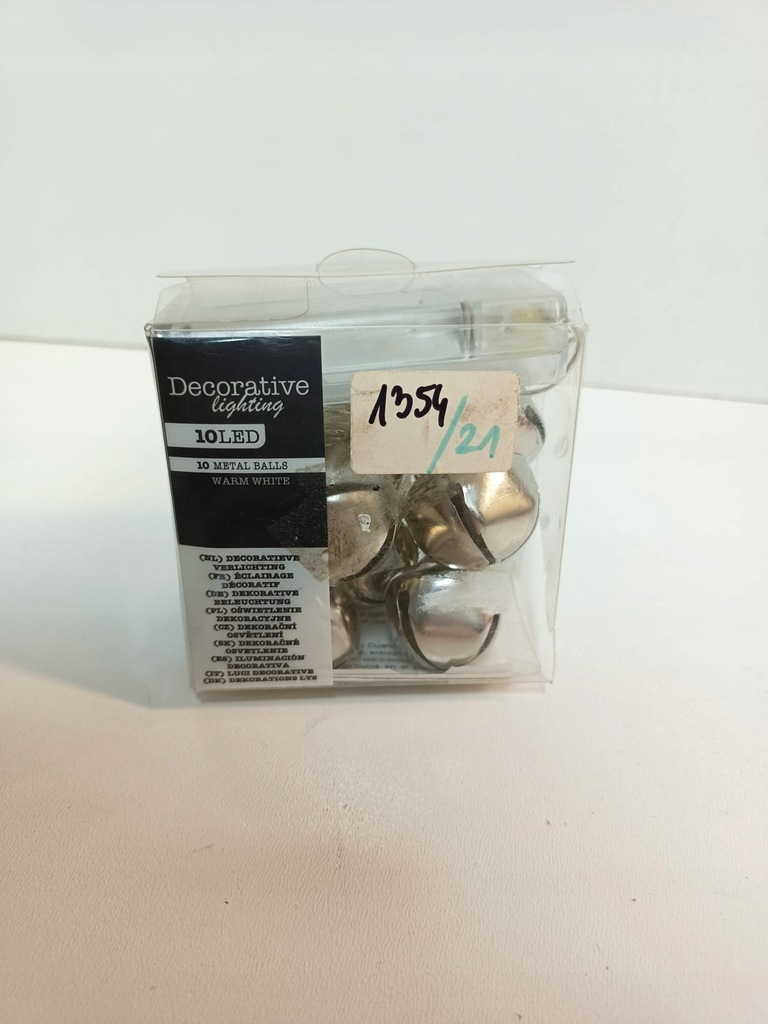 Decorative
lighting
10LED
10 METAL BALLS
WARM WHITE
1354/21
(NL) DECORATIEVE
VERLICHTING
(FR) ÉCLAIRAGE
DÉCORATIF
(DE) DEKORATIVE
BELEUCHTUNG
(PL) OŚWIETLENIE
DEKORACYJNE
(CZ) DEKORAČNÍ
OSVĚTLENÍ
(SK) DEKORAČNÉ
OSVETLENIE
(ES) ILUMINACIÓN
DECORATIVA
(IT) LUCI DECORATIVE
(DK) DEKORATIONS LYS